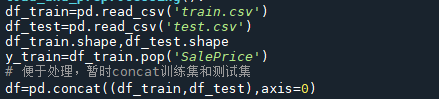 df_train=pd.read_csv('train.csv')
df_test=pd.read_csv('test.csv')
df_train.shape,df_test.shape
y_train=df_train.pop('SalePrice')
# 便于处理，暂时concat训练集和测试集
df=pd.concat((df_train,df_test),axis=0)